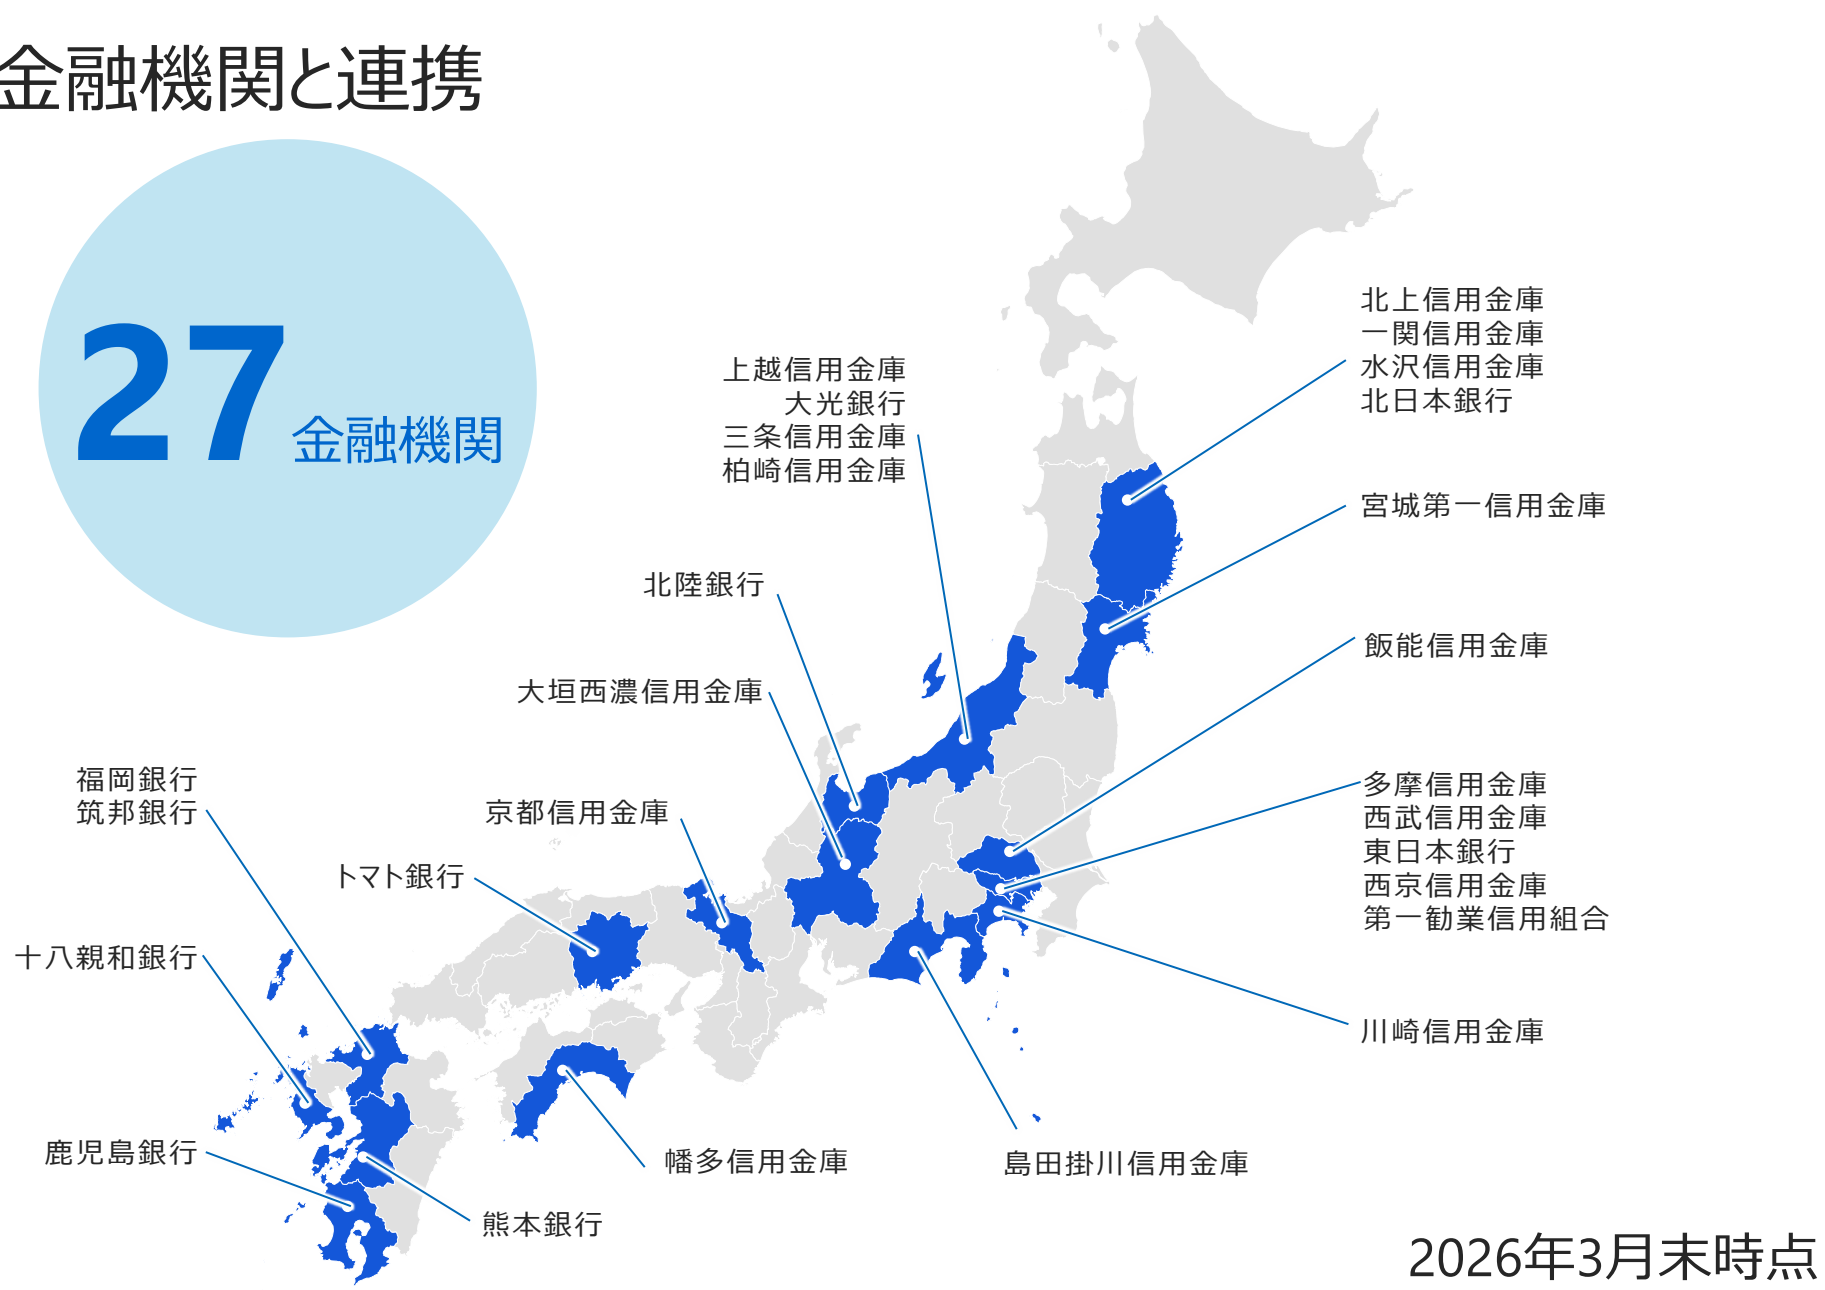 金融機関と連携
27 金融機関
北上信用金庫
一関信用金庫
水沢信用金庫
北日本銀行
上越信用金庫
大光銀行
三条信用金庫
柏崎信用金庫
宮城第一信用金庫
北陸銀行
飯能信用金庫
大垣西濃信用金庫
福岡銀行
筑邦銀行
京都信用金庫
多摩信用金庫
西武信用金庫
東日本銀行
西京信用金庫
第一勧業信用組合
トマト銀行
十八親和銀行
川崎信用金庫
鹿児島銀行
幡多信用金庫
島田掛川信用金庫
熊本銀行
2026年3月末時点